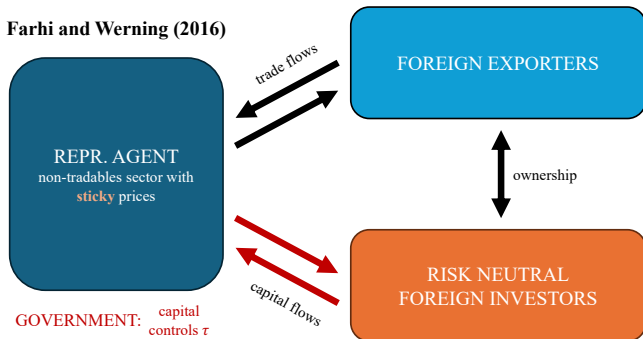 Farhi and Werning (2016)
FOREIGN EXPORTERS
trade flows
REPR. AGENT
non-tradables sector with
sticky prices
ownership
RISK NEUTRAL
FOREIGN INVESTORS
capital flows
GOVERNMENT: capital
controls τ